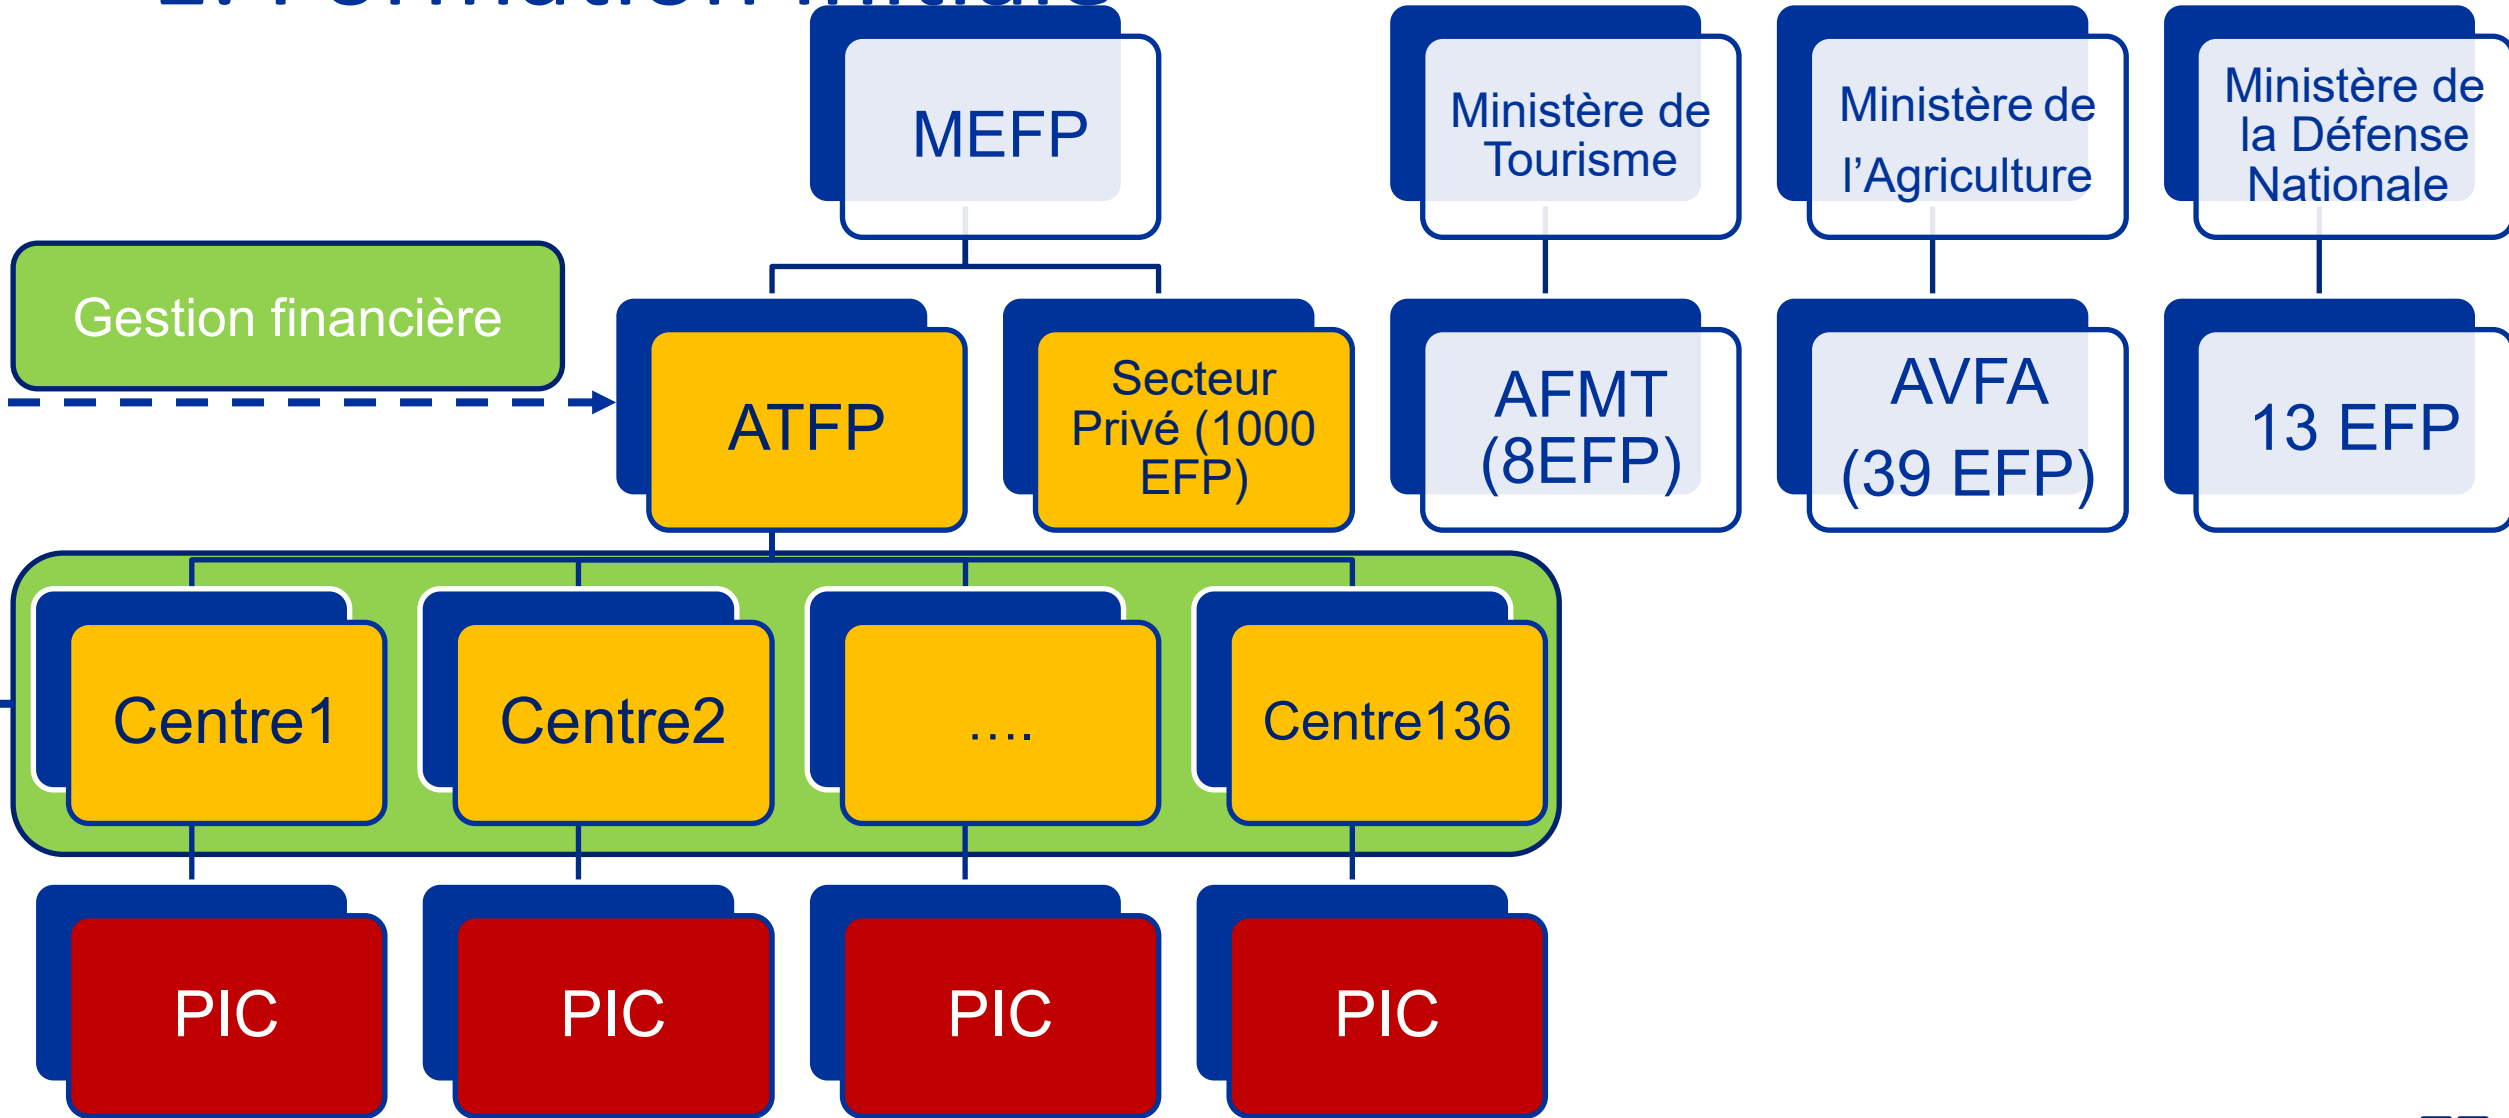 MEFP
Ministère de
Tourisme
Ministère de
l’Agriculture
Ministère de
la Défense
Nationale
Gestion financière
ATFP
Secteur
Privé (1000
EFP)
AFMT
(8EFP)
AVFA
(39 EFP)
13 EFP
Centre1
Centre2
....
Centre136
PIC
PIC
PIC
PIC